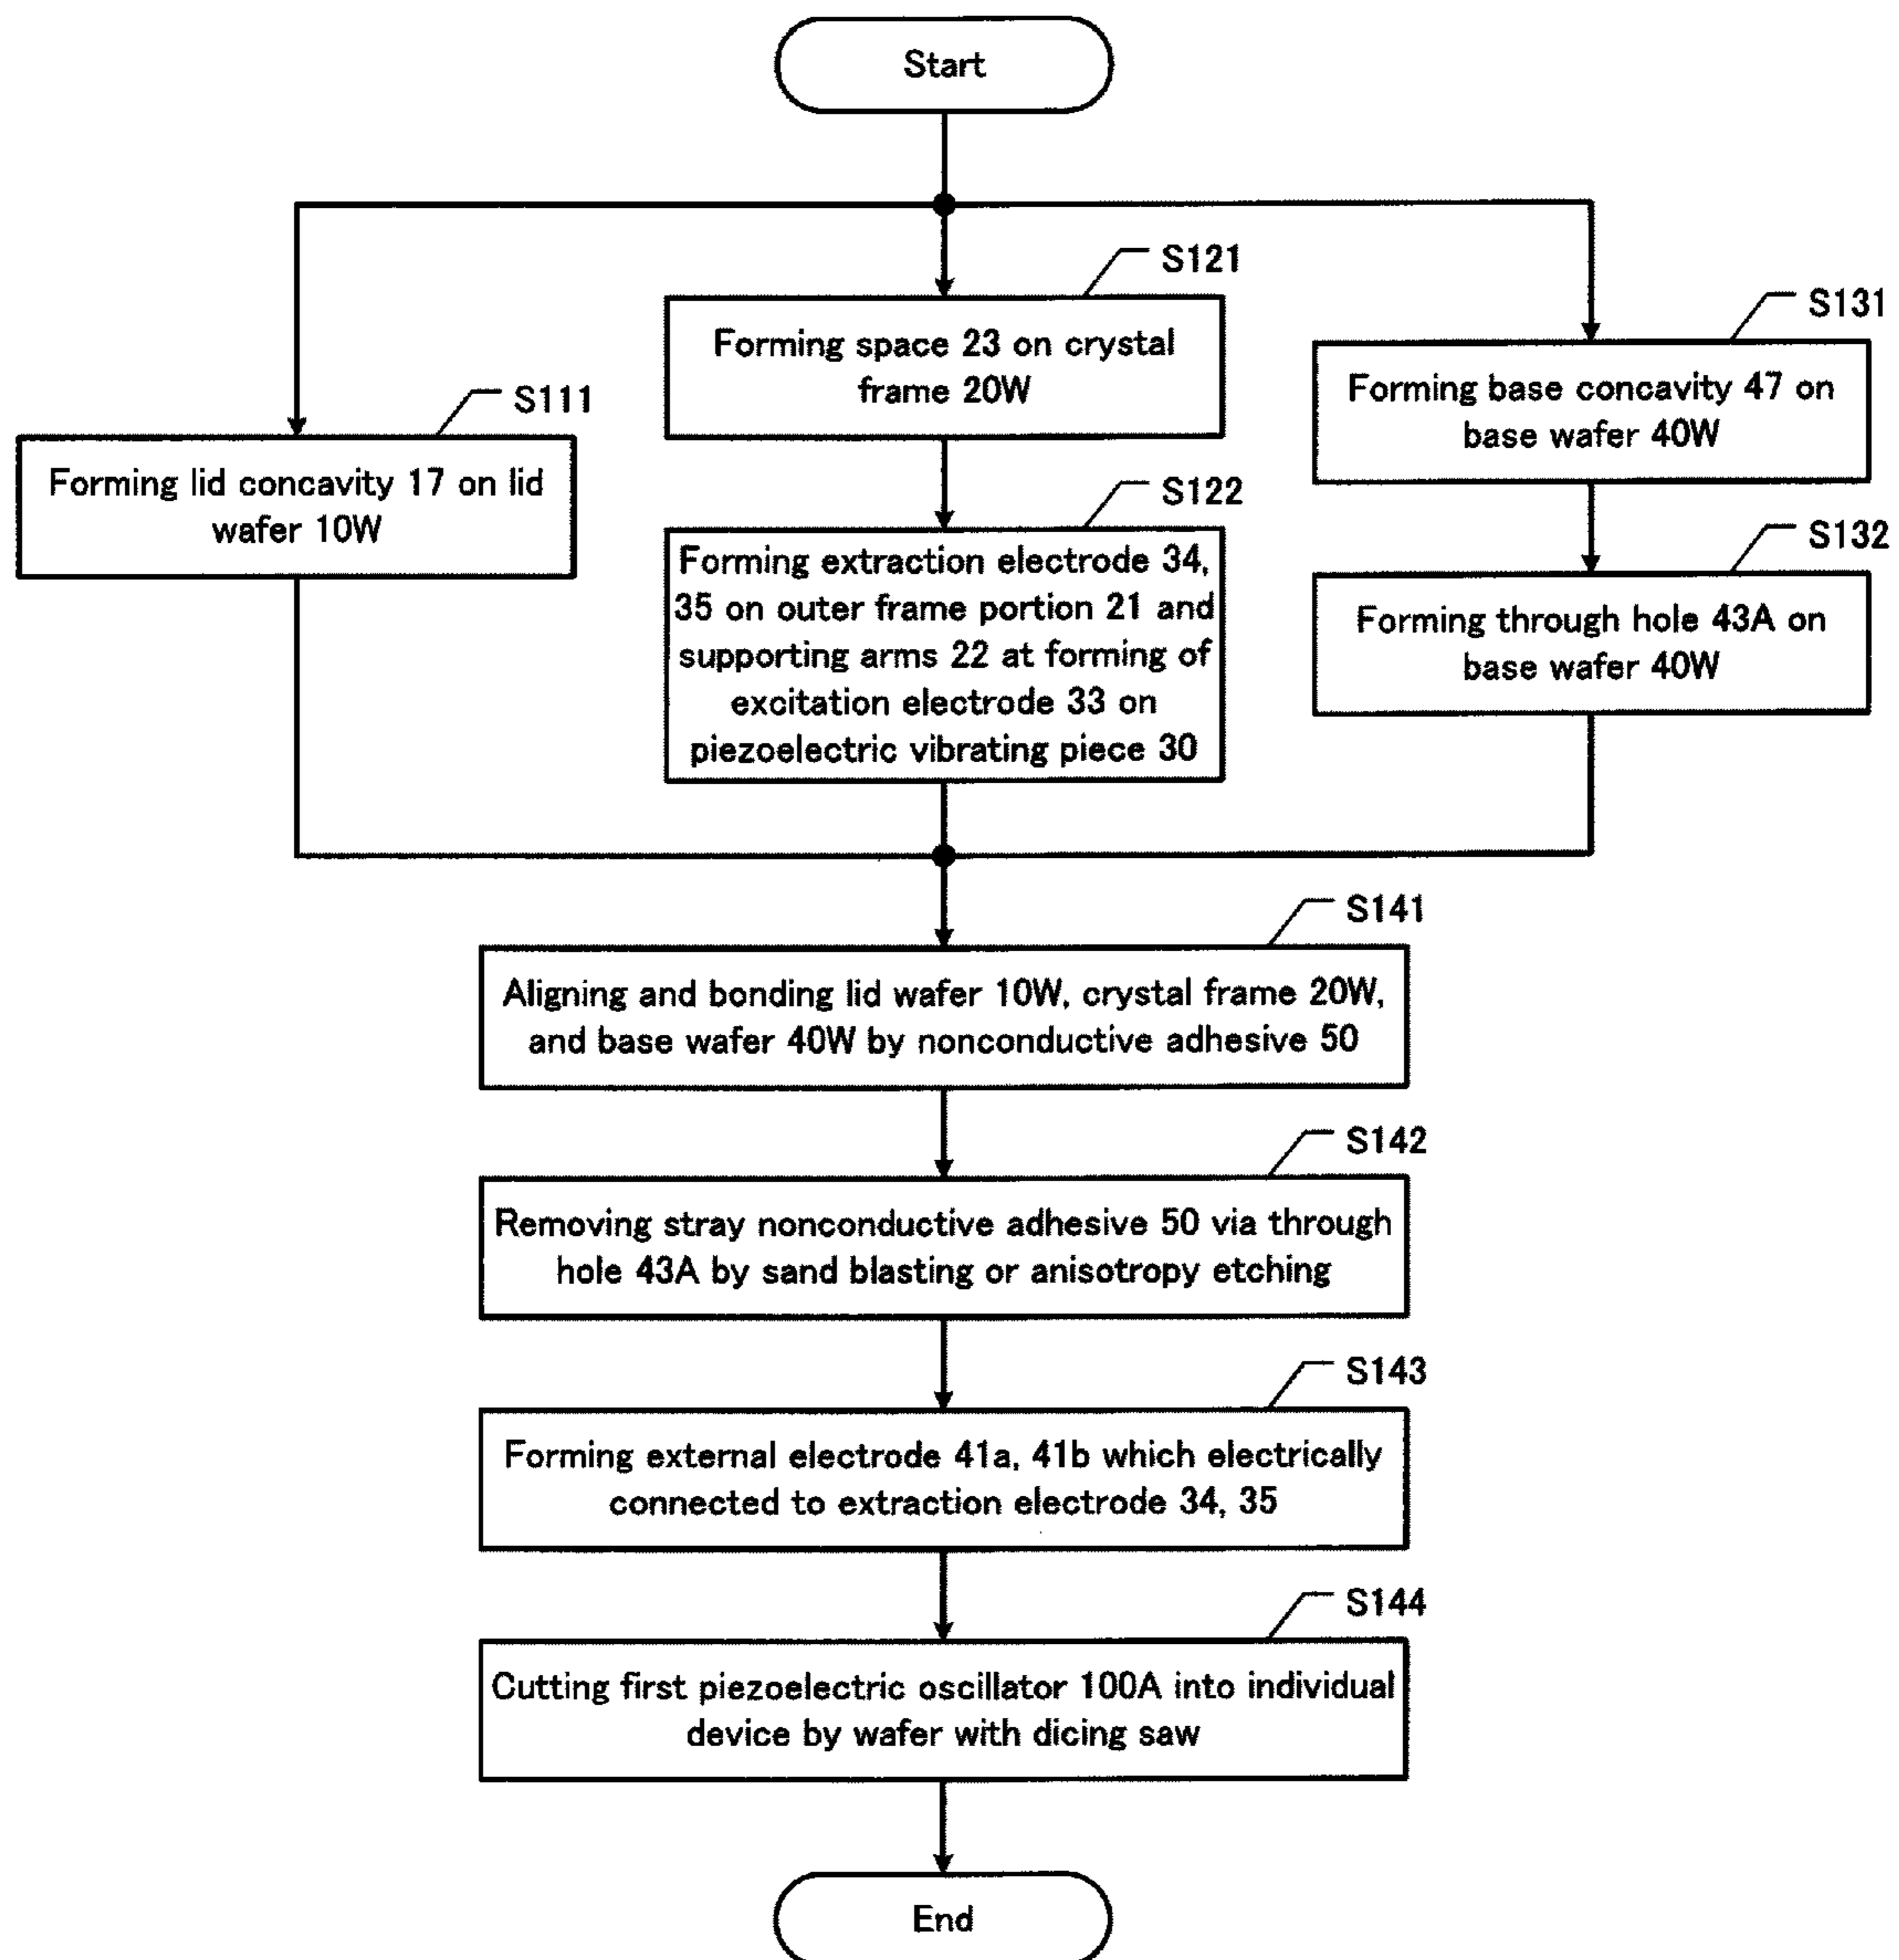 Start
S121
Forming space 23 on crystal
frame 20W
S131
Forming base concavity 47 on
base wafer 40W
S111
Forming lid concavity 17 on lid
wafer 10W
S122
Forming extraction electrode 34,
35 on outer frame portion 21 and
supporting arms 22 at forming of
excitation electrode 33 on
piezoelectric vibrating piece 30
S132
Forming through hole 43A on
base wafer 40W
S141
Aligning and bonding lid wafer 10W, crystal frame 20W,
and base wafer 40W by nonconductive adhesive 50
S142
Removing stray nonconductive adhesive 50 via through
hole 43A by sand blasting or anisotropy etching
S143
Forming external electrode 41a, 41b which electrically
connected to extraction electrode 34, 35
S144
Cutting first piezoelectric oscillator 100A into individual
device by wafer with dicing saw
End